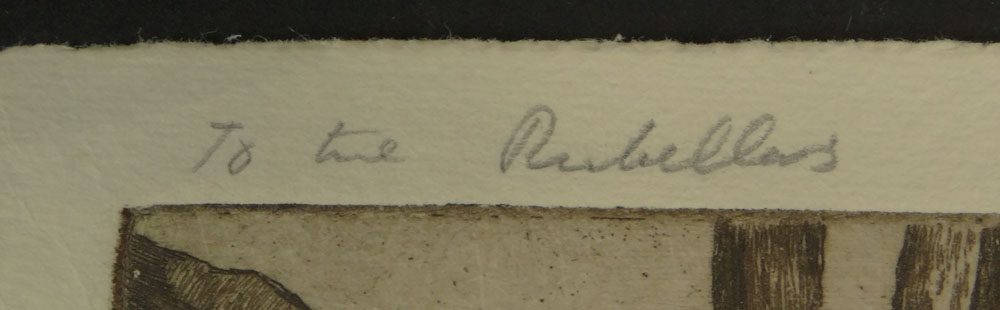 To the Rubellas